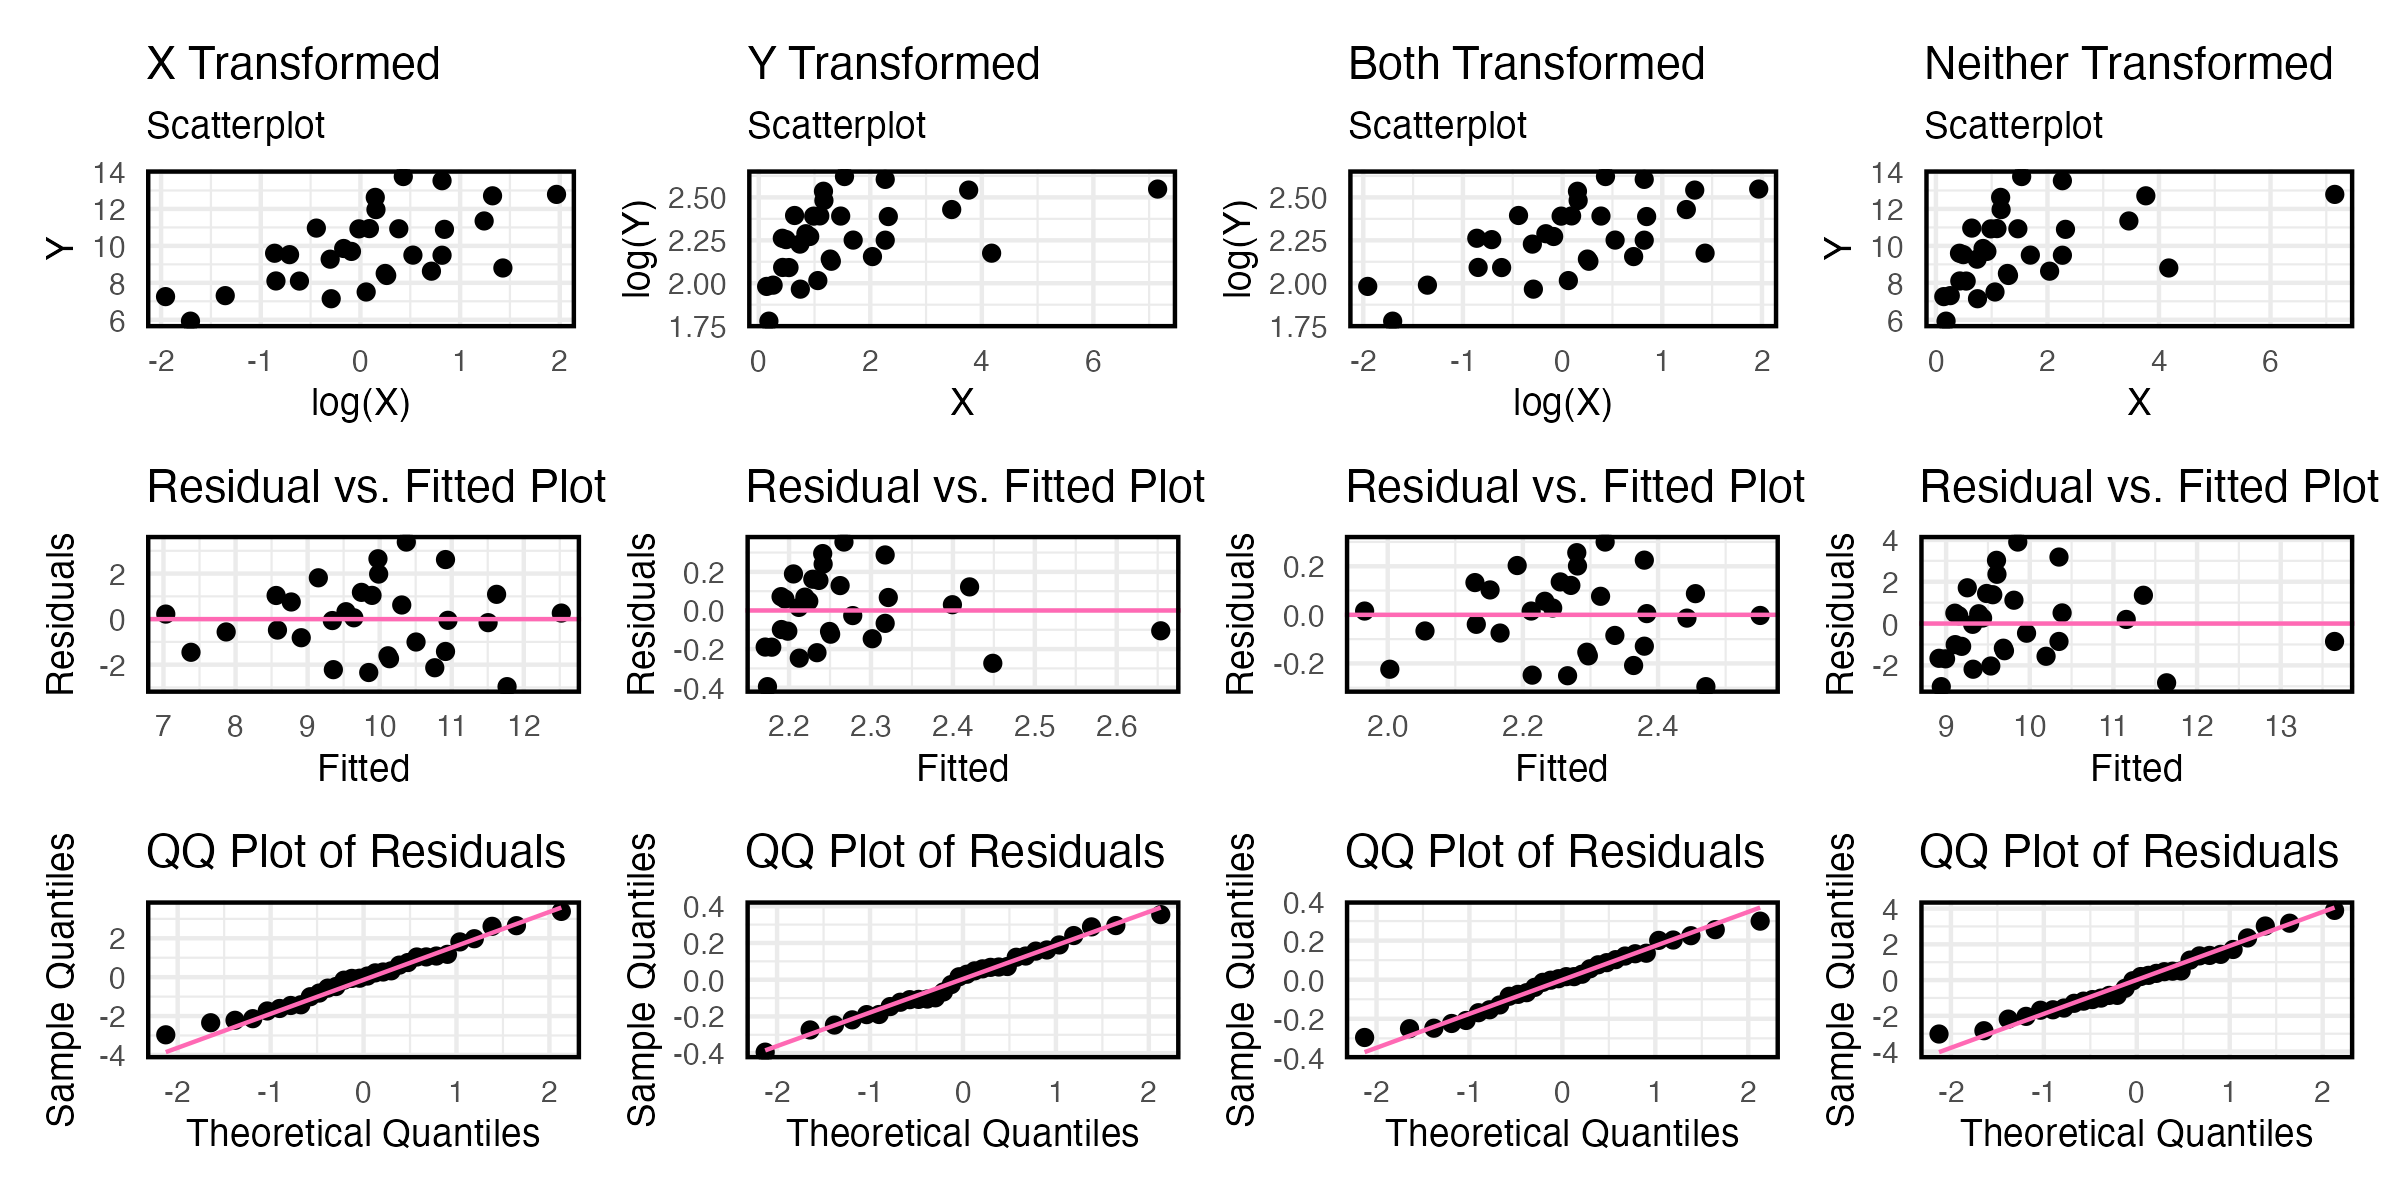 X Transformed
Scatterplot
14
12
10
8
6
Y
-2 -1 0 1 2
log(X)
Y Transformed
Scatterplot
2.50
2.25
2.00
1.75
log(Y)
0 2 4 6
X
Both Transformed
Scatterplot
2.50
2.25
2.00
1.75
log(Y)
-2 -1 0 1 2
log(X)
Neither Transformed
Scatterplot
14
12
10
8
6
Y
0 2 4 6
X
Residual vs. Fitted Plot
2
0
-2
Residuals
7 8 9 10 11 12
Fitted
Residual vs. Fitted Plot
0.2
0.0
-0.2
-0.4
Residuals
2.2 2.3 2.4 2.5 2.6
Fitted
Residual vs. Fitted Plot
0.2
0.0
-0.2
Residuals
2.0 2.2 2.4
Fitted
Residual vs. Fitted Plot
4
2
0
-2
Residuals
9 10 11 12 13
Fitted
QQ Plot of Residuals
2
0
-2
-4
Sample Quantiles
-2 -1 0 1 2
Theoretical Quantiles
QQ Plot of Residuals
0.4
0.2
0.0
-0.2
-0.4
Sample Quantiles
-2 -1 0 1 2
Theoretical Quantiles
QQ Plot of Residuals
0.4
0.2
0.0
-0.2
-0.4
Sample Quantiles
-2 -1 0 1 2
Theoretical Quantiles
QQ Plot of Residuals
4
2
0
-2
-4
Sample Quantiles
-2 -1 0 1 2
Theoretical Quantiles